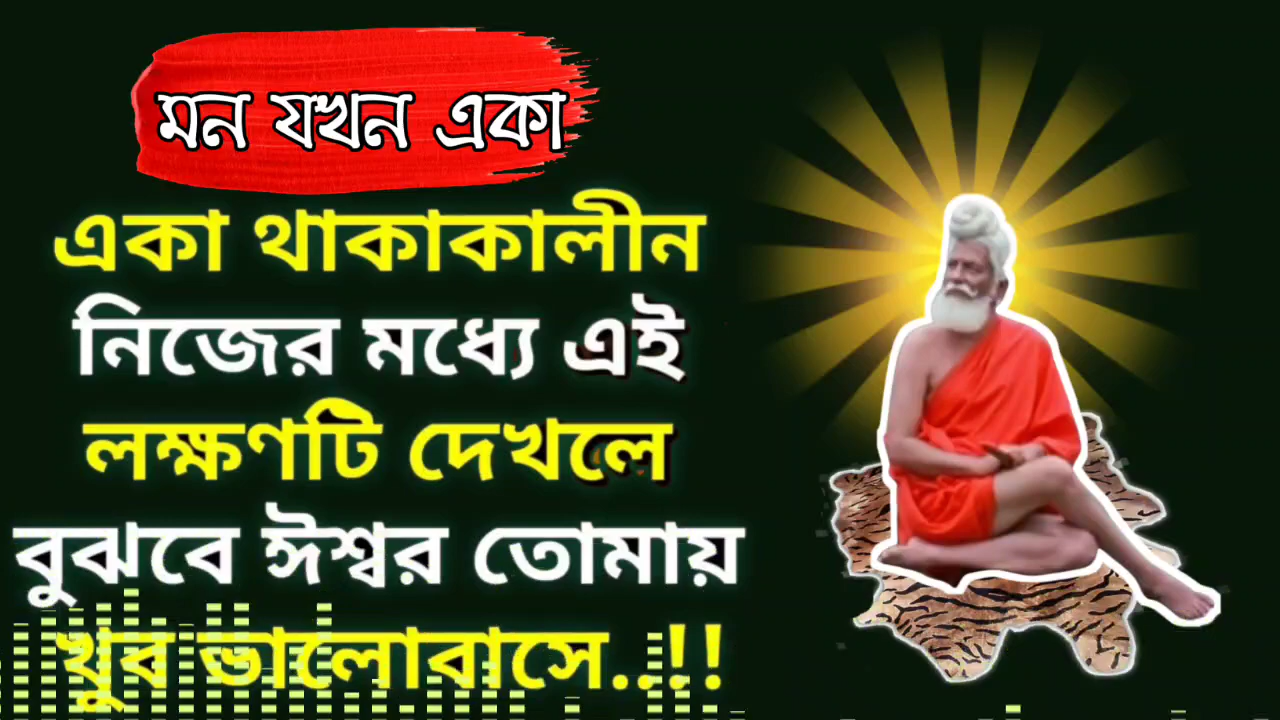 মন যখন একা
একা থাকাকালীন
নিজের মধ্যে এই
লক্ষণটি দেখলে
বুঝবে ঈশ্বর তোমায়
খুব ভালোবাসে..!!